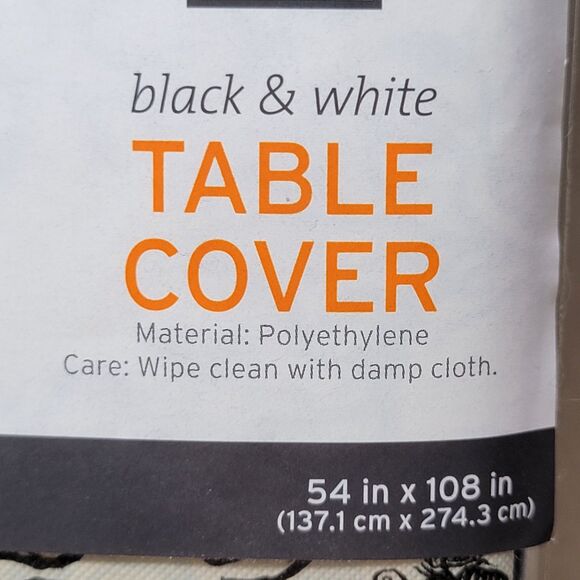 black & white
TABLE
COVER
Material: Polyethylene
Care: Wipe clean with damp cloth.
54 in x 108 in
(137.1 cm x 274.3 cm)